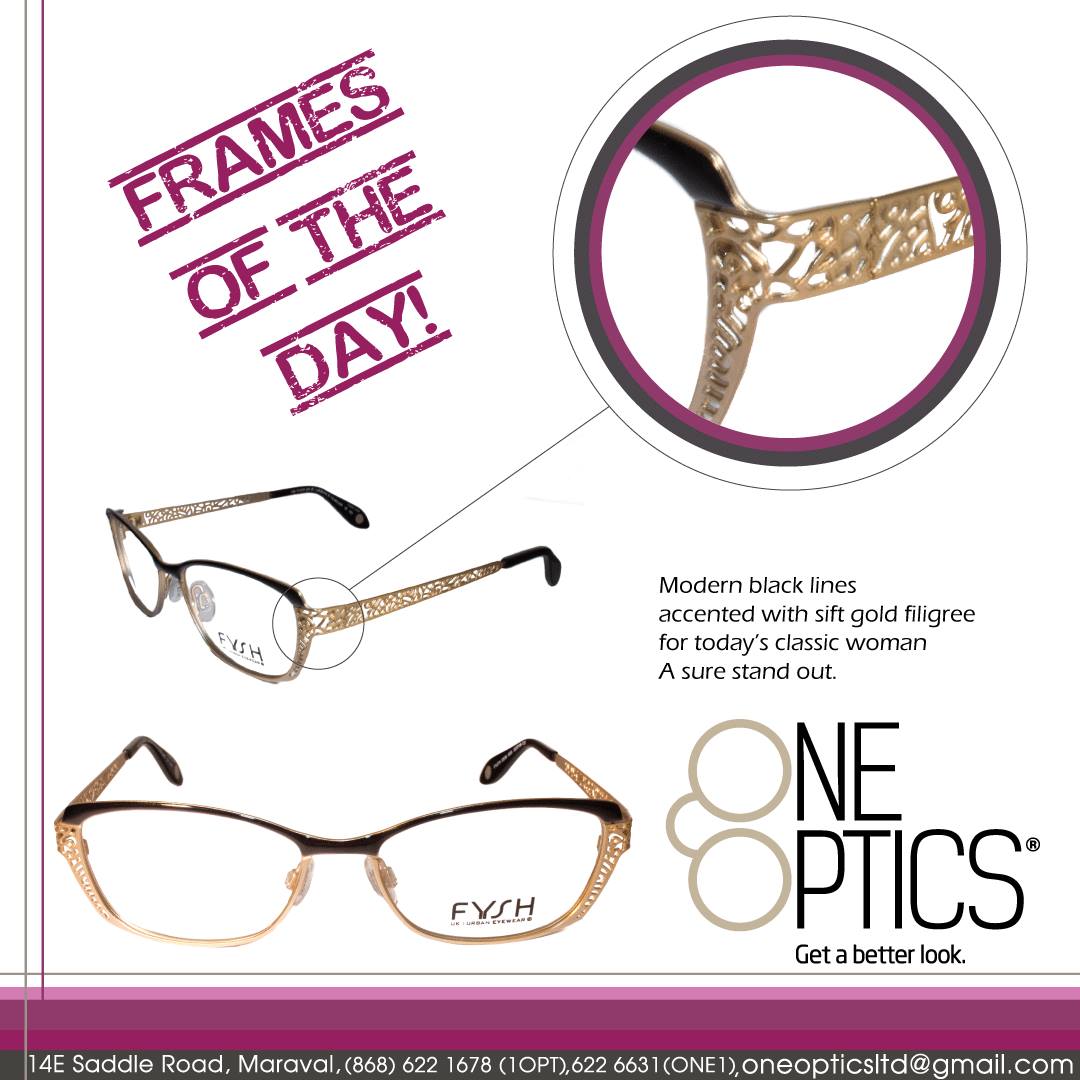 FRAMES
OF THE
DAY!
FYSH
Modern black lines
accented with sift gold filigree
for today's classic woman
A sure stand out.
FYSH
UK | URBAN EYEWEAR®
ONE
OPTICS®
Get a better look.
14E Saddle Road, Maraval, (868) 622 1678 (1OPT),622 6631(ONE1),oneopticsltd@gmail.com